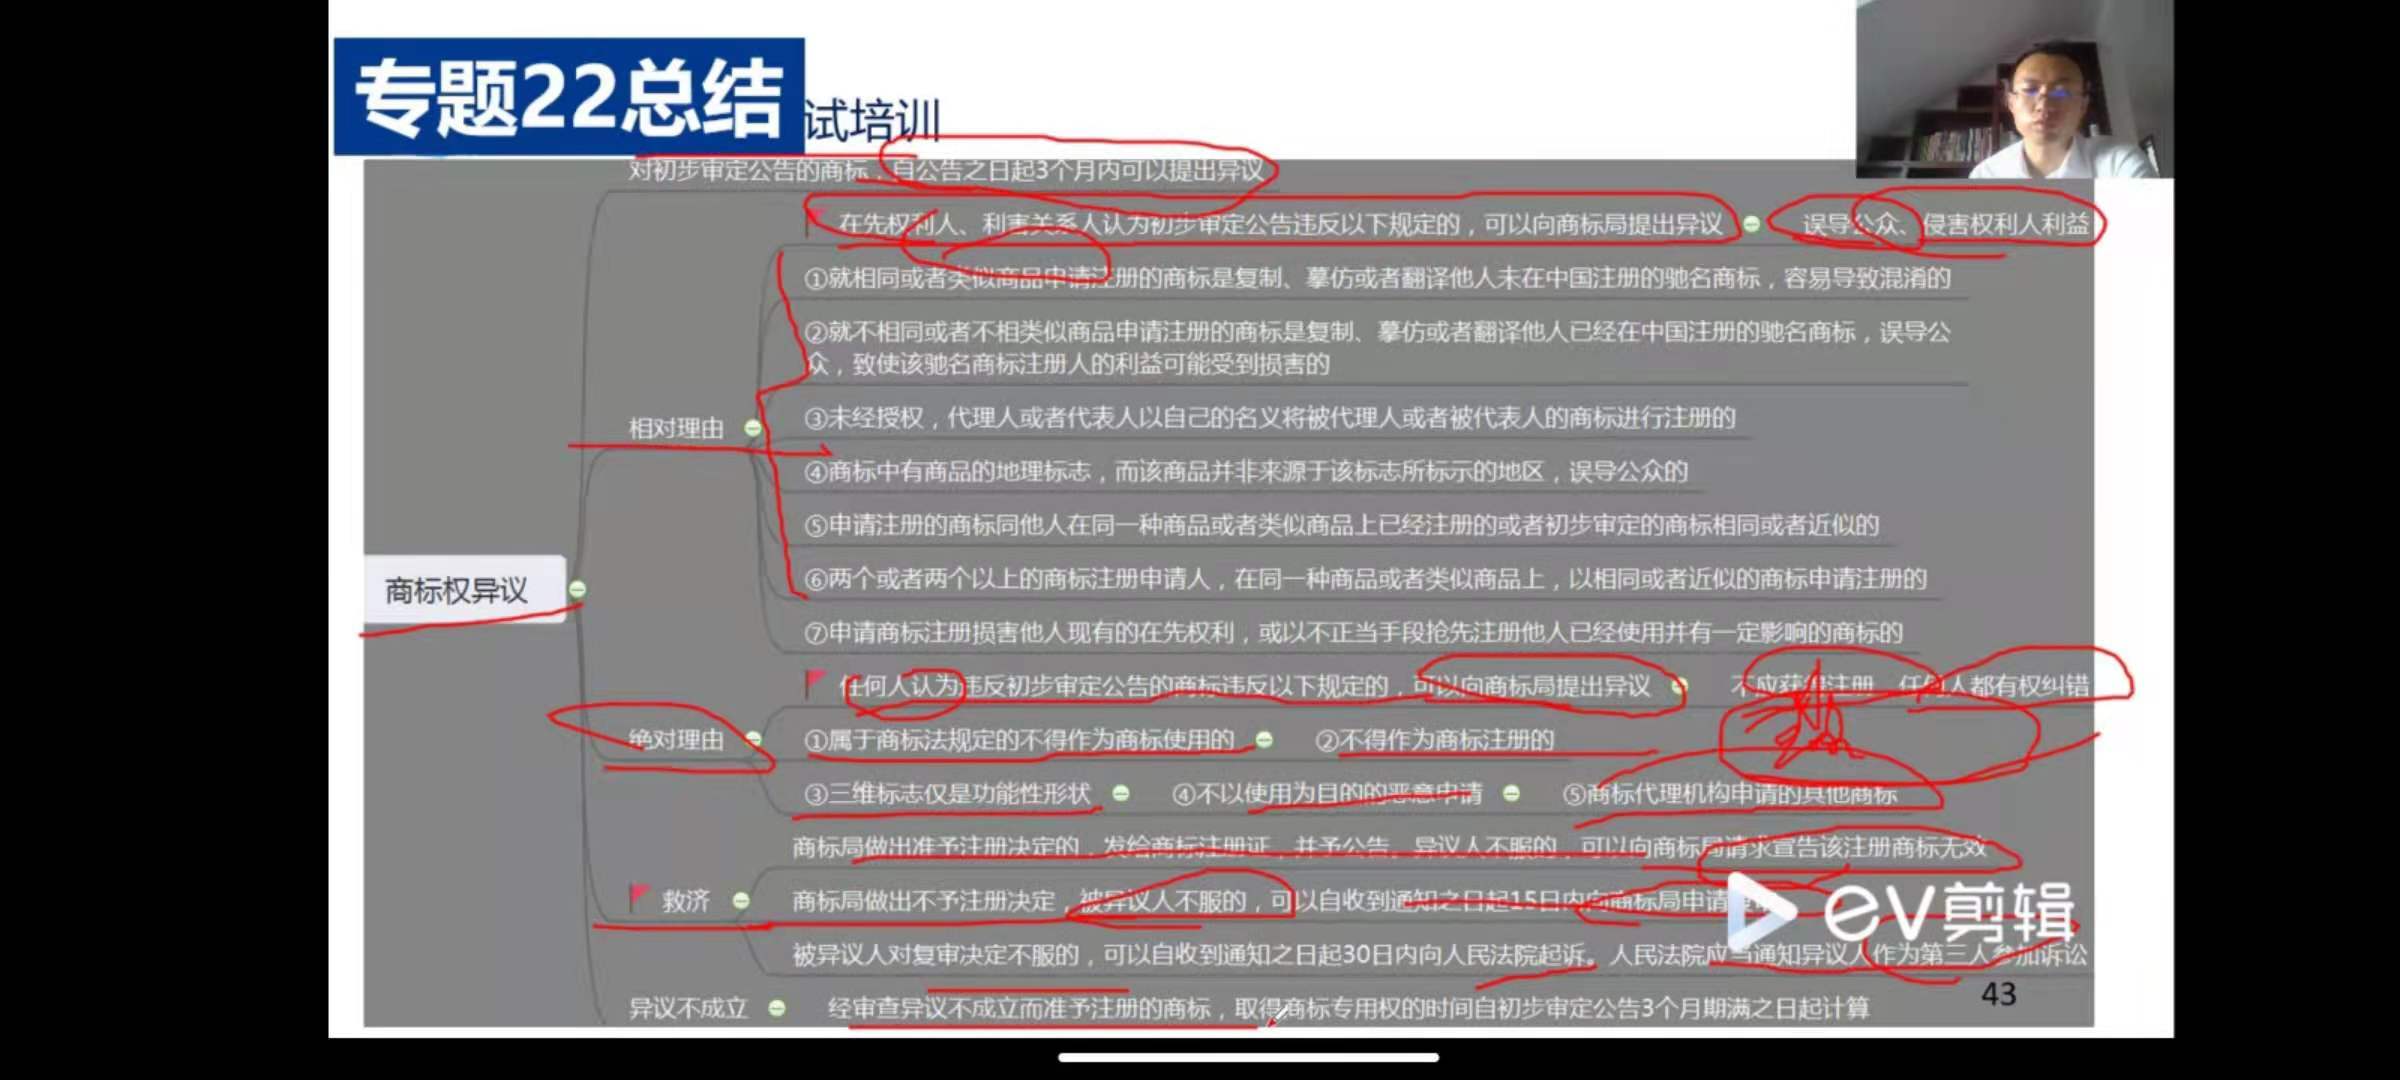 专题22总结
试培训
对初步审定公告的商标，自公告之日起3个月内可以提出异议
在先权利人、利害关系人认为初步审定公告违反以下规定的，可以向商标局提出异议
误导公众、侵害权利人利益
①就相同或者类似商品申请注册的商标是复制、摹仿或者翻译他人未在中国注册的驰名商标，容易导致混淆的
②就不相同或者不相类似商品申请注册的商标是复制、摹仿或者翻译他人已经在中国注册的驰名商标，误导公
众，致使该驰名商标注册人的利益可能受到损害的
相对理由
③未经授权，代理人或者代表人以自己的名义将被代理人或者被代表人的商标进行注册的
④商标中有商品的地理标志，而该商品并非来源于该标志所标示的地区，误导公众的
⑤申请注册的商标同他人在同一种商品或者类似商品上已经注册的或者初步审定的商标相同或者近似的
商标权异议
⑥两个或者两个以上的商标注册申请人，在同一种商品或者类似商品上，以相同或者近似的商标申请注册的
⑦申请商标注册损害他人现有的在先权利，或以不正当手段抢先注册他人已经使用并有一定影响的商标的
任何人认为违反初步审定公告的商标违反以下规定的，可以向商标局提出异议
不应获得注册，任何人都有权纠错
绝对理由
①属于商标法规定的不得作为商标使用的
②不得作为商标注册的
③三维标志仅是功能性形状
④不以使用为目的的恶意申请
⑤商标代理机构申请的其他商标
商标局做出准予注册决定的，发给商标注册证，并予公告。异议人不服的，可以向商标局请求宣告该注册商标无效
救济
商标局做出不予注册决定，被异议人不服的，可以自收到通知之日起15日内向商标局申请
EV剪辑
被异议人对复审决定不服的，可以自收到通知之日起30日内向人民法院起诉。人民法院应当通知异议人作为第三人参加诉讼
43
异议不成立
经审查异议不成立而准予注册的商标，取得商标专用权的时间自初步审定公告3个月期满之日起计算